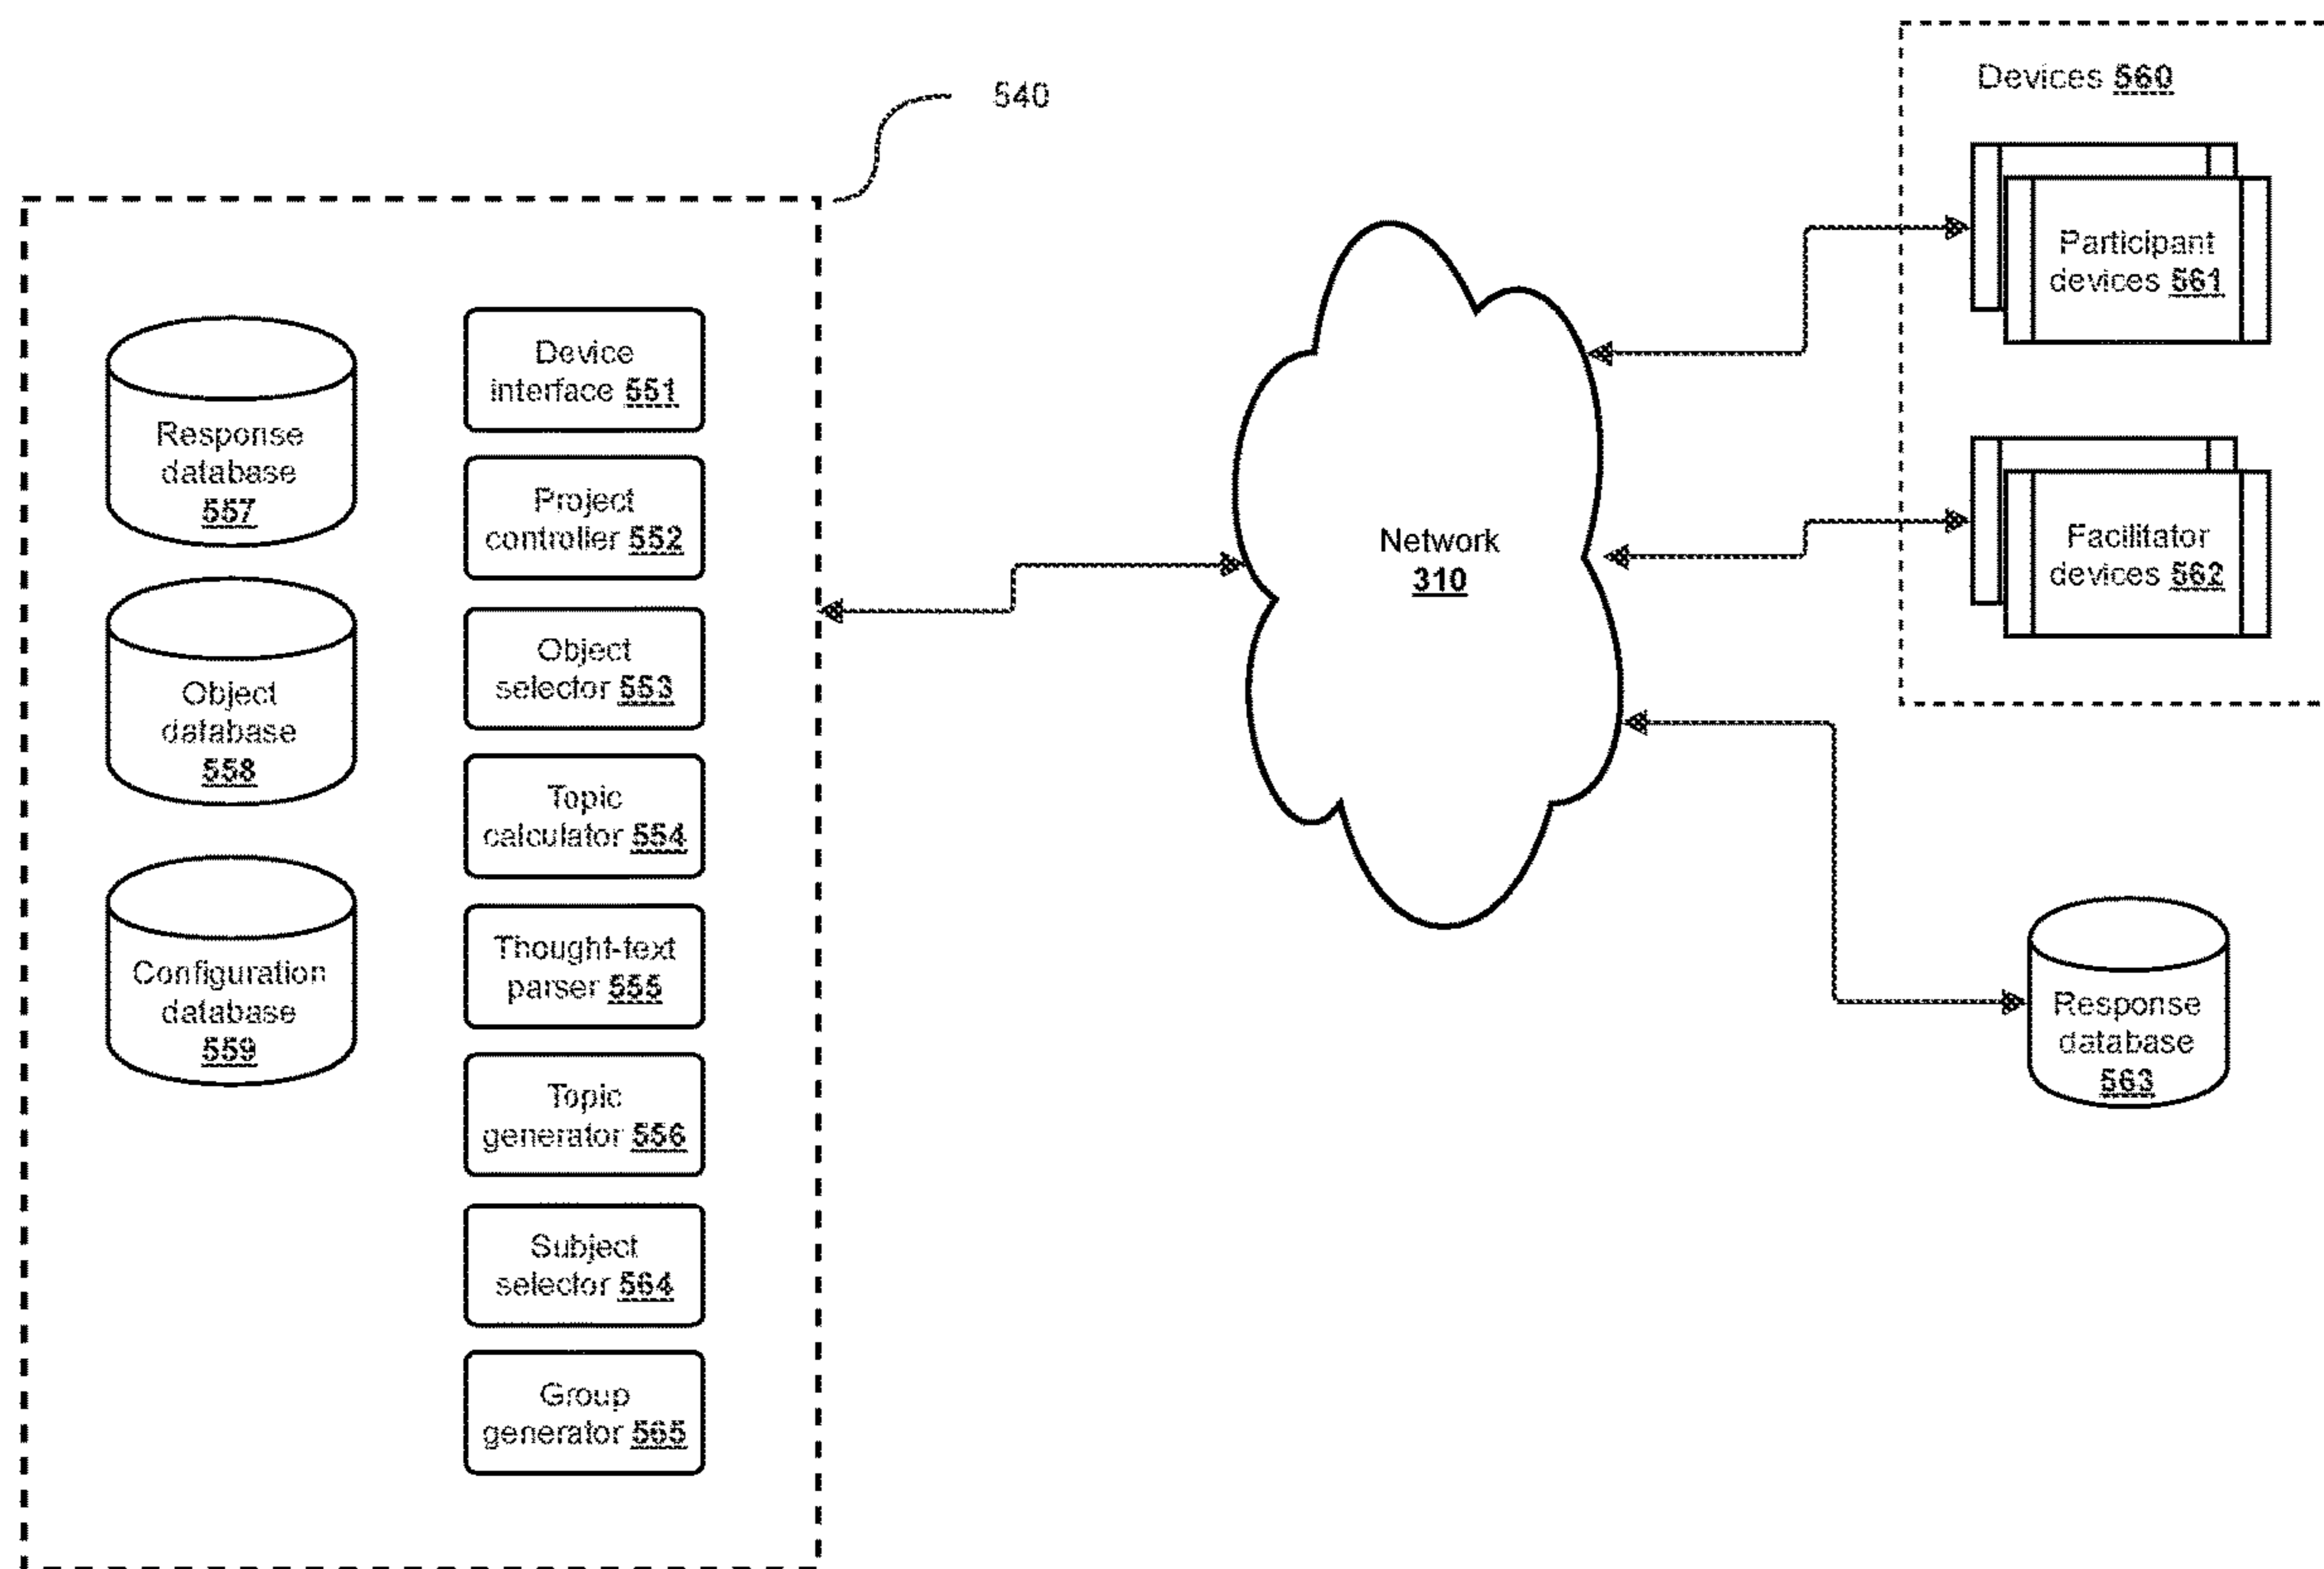 540
Response
database
557
Object
database
558
Configuration
database
559
Device
interface 551
Project
controller 552
Object
selector 553
Topic
calculator 554
Thought-text
parser 555
Topic
generator 556
Subject
selector 564
Group
generator 565
Network
310
Devices 560
Participant
devices 561
Facilitator
devices 562
Response
database
563